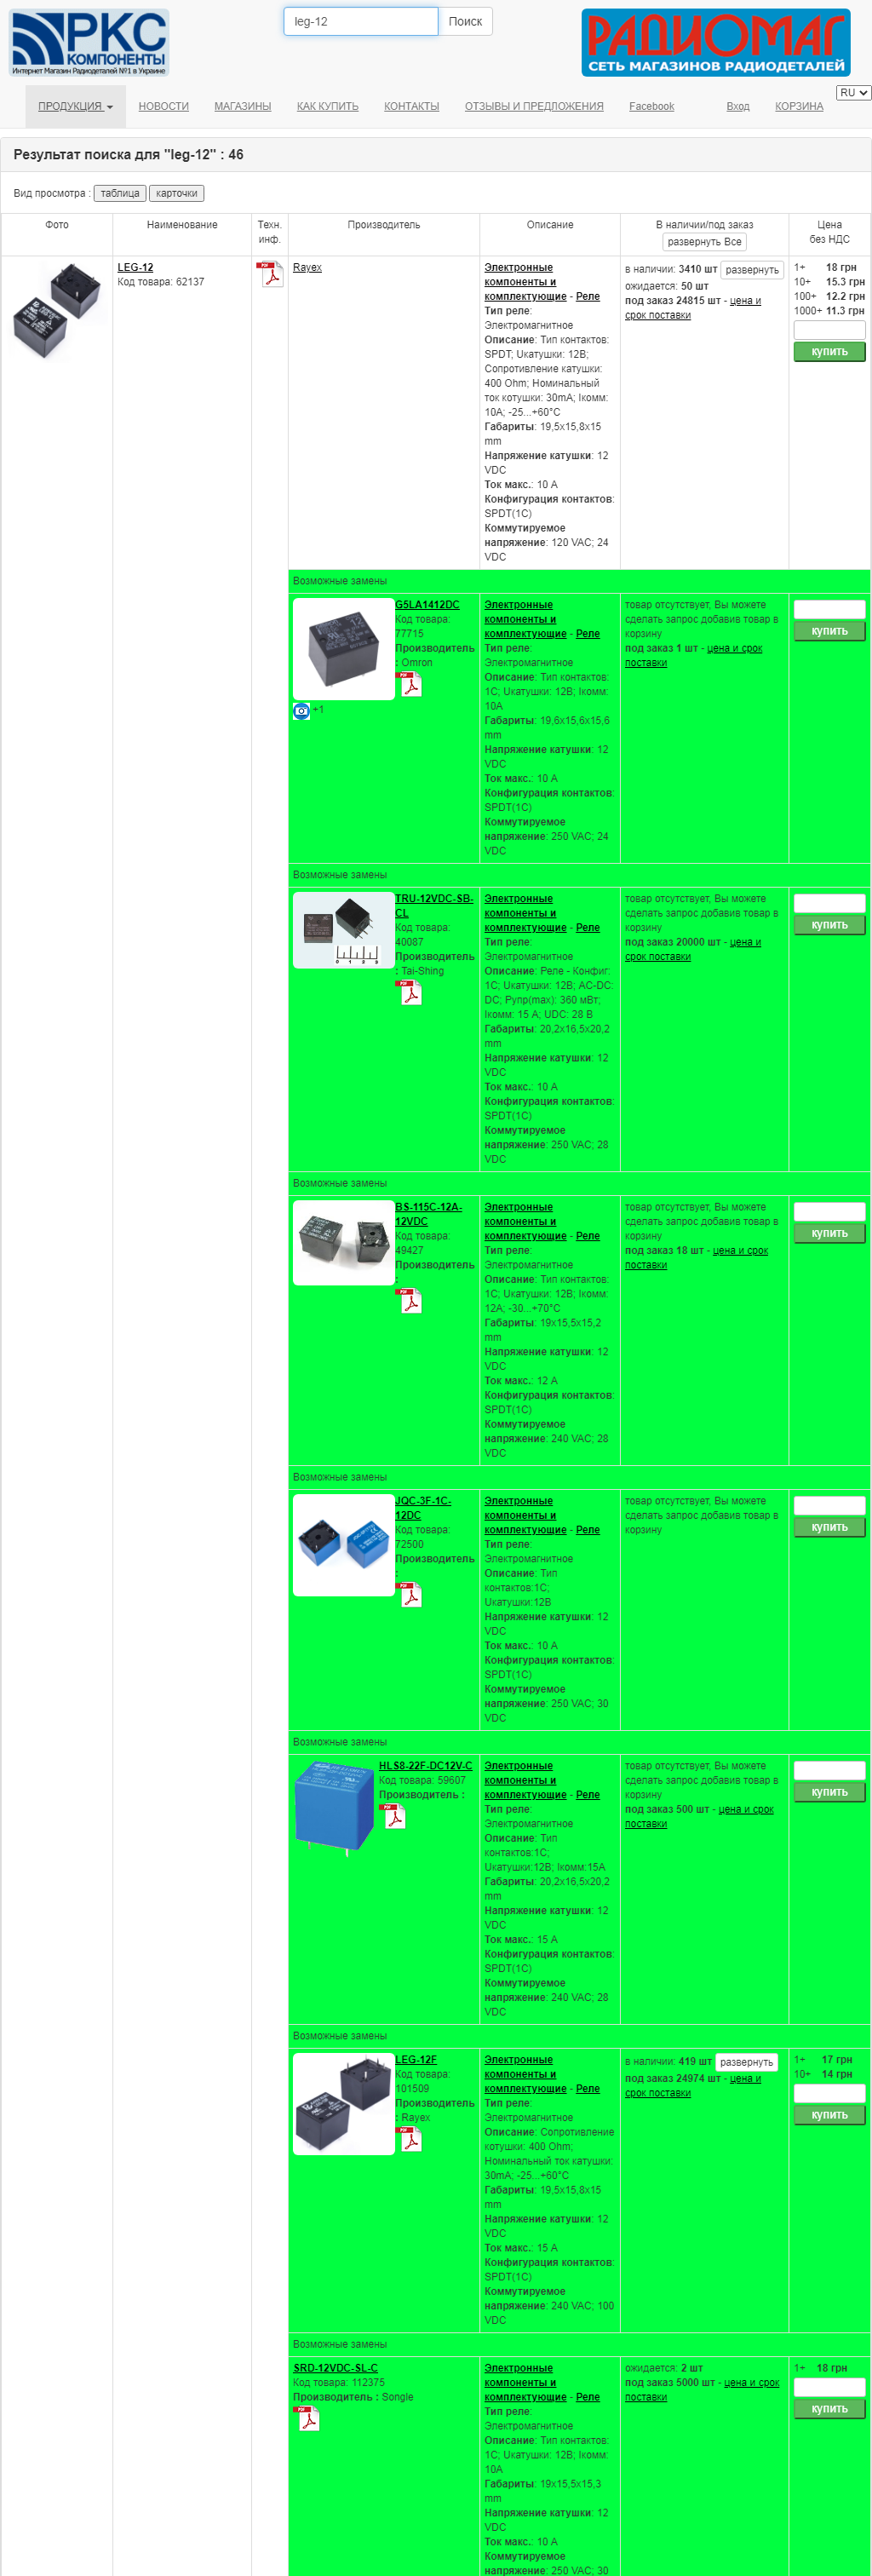 РКС
КОМПОНЕНТЫ
Интернет Магазин Радиодеталей №1 в Украине
leg-12
Поиск
РАДИОМАГ
СЕТЬ МАГАЗИНОВ РАДИОДЕТАЛЕЙ
ПРОДУКЦИЯ
НОВОСТИ
МАГАЗИНЫ
КАК КУПИТЬ
КОНТАКТЫ
ОТЗЫВЫ И ПРЕДЛОЖЕНИЯ
Facebook
Вход
КОРЗИНА
RU
Результат поиска для "leg-12" : 46
Вид просмотра : таблица карточки
Фото
Наименование
Техн.
инф.
Производитель
Описание
В наличии/под заказ
развернуть Все
Цена
без НДС
LEG-12
Код товара: 62137
PDF
Rayex
Электронные
компоненты и
комплектующие - Реле
Тип реле:
Электромагнитное
Описание: Тип контактов:
SPDT; Uкатушки: 12В;
Сопротивление катушки:
400 Ohm; Номинальный
ток котушки: 30mA; Iкомм:
10А; -25...+60°С
Габариты: 19,5x15,8x15
mm
Напряжение катушки: 12
VDC
Ток макс.: 10 А
Конфигурация контактов:
SPDT(1C)
Коммутируемое
напряжение: 120 VAC; 24
VDC
в наличии: 3410 шт развернуть
ожидается: 50 шт
под заказ 24815 шт - цена и
срок поставки
1+ 18 грн
10+ 15.3 грн
100+ 12.2 грн
1000+ 11.3 грн
купить
Возможные замены
G5LA1412DC
Код товара:
77715
Производитель
: Omron
PDF
+1
Электронные
компоненты и
комплектующие - Реле
Тип реле:
Электромагнитное
Описание: Тип контактов:
1C; Uкатушки: 12В; Iкомм:
10А
Габариты: 19,6x15,6x15,6
mm
Напряжение катушки: 12
VDC
Ток макс.: 10 А
Конфигурация контактов:
SPDT(1C)
Коммутируемое
напряжение: 250 VAC; 24
VDC
товар отсутствует, Вы можете
сделать запрос добавив товар в
корзину
под заказ 1 шт - цена и срок
поставки
купить
Возможные замены
TRU-12VDC-SB-
CL
Код товара:
40087
Производитель
: Tai-Shing
PDF
Электронные
компоненты и
комплектующие - Реле
Тип реле:
Электромагнитное
Описание: Реле - Конфиг:
1C; Uкатушки: 12В; AC-DC:
DC; Рупр(max): 360 мВт;
Iкомм: 15 А; UDC: 28 В
Габариты: 20,2x16,5x20,2
mm
Напряжение катушки: 12
VDC
Ток макс.: 10 А
Конфигурация контактов:
SPDT(1C)
Коммутируемое
напряжение: 250 VAC; 28
VDC
товар отсутствует, Вы можете
сделать запрос добавив товар в
корзину
под заказ 20000 шт - цена и
срок поставки
купить
Возможные замены
BS-115C-12A-
12VDC
Код товара:
49427
Производитель
:
PDF
Электронные
компоненты и
комплектующие - Реле
Тип реле:
Электромагнитное
Описание: Тип контактов:
1C; Uкатушки: 12В; Iкомм:
12А; -30...+70°С
Габариты: 19x15,5x15,2
mm
Напряжение катушки: 12
VDC
Ток макс.: 12 А
Конфигурация контактов:
SPDT(1C)
Коммутируемое
напряжение: 240 VAC; 28
VDC
товар отсутствует, Вы можете
сделать запрос добавив товар в
корзину
под заказ 18 шт - цена и срок
поставки
купить
Возможные замены
JQC-3F-1C-
12DC
Код товара:
72500
Производитель
:
PDF
Электронные
компоненты и
комплектующие - Реле
Тип реле:
Электромагнитное
Описание: Тип
контактов:1C;
Uкатушки:12В
Напряжение катушки: 12
VDC
Ток макс.: 10 А
Конфигурация контактов:
SPDT(1C)
Коммутируемое
напряжение: 250 VAC; 30
VDC
товар отсутствует, Вы можете
сделать запрос добавив товар в
корзину
купить
Возможные замены
HLS8-22F-DC12V-C
Код товара: 59607
Производитель :
PDF
Электронные
компоненты и
комплектующие - Реле
Тип реле:
Электромагнитное
Описание: Тип
контактов:1C;
Uкатушки:12В; Iкомм:15А
Габариты: 20,2x16,5x20,2
mm
Напряжение катушки: 12
VDC
Ток макс.: 15 А
Конфигурация контактов:
SPDT(1C)
Коммутируемое
напряжение: 240 VAC; 28
VDC
товар отсутствует, Вы можете
сделать запрос добавив товар в
корзину
под заказ 500 шт - цена и срок
поставки
купить
Возможные замены
LEG-12F
Код товара:
101509
Производитель
: Rayex
PDF
Электронные
компоненты и
комплектующие - Реле
Тип реле:
Электромагнитное
Описание: Сопротивление
котушки: 400 Ohm;
Номинальный ток катушки:
30mA; -25...+60°С
Габариты: 19,5x15,8x15
mm
Напряжение катушки: 12
VDC
Ток макс.: 15 А
Конфигурация контактов:
SPDT(1C)
Коммутируемое
напряжение: 240 VAC; 100
VDC
в наличии: 419 шт развернуть
под заказ 24974 шт - цена и
срок поставки
1+ 17 грн
10+ 14 грн
купить
Возможные замены
SRD-12VDC-SL-C
Код товара: 112375
Производитель : Songle
PDF
Электронные
компоненты и
комплектующие - Реле
Тип реле:
Электромагнитное
Описание: Тип контактов:
1C; Uкатушки: 12В; Iкомм:
10А
Габариты: 19x15,5x15,3
mm
Напряжение катушки: 12
VDC
Ток макс.: 10 А
Коммутируемое
напряжение: 250 VAC; 30
ожидается: 2 шт
под заказ 5000 шт - цена и срок
поставки
1+ 18 грн
купить